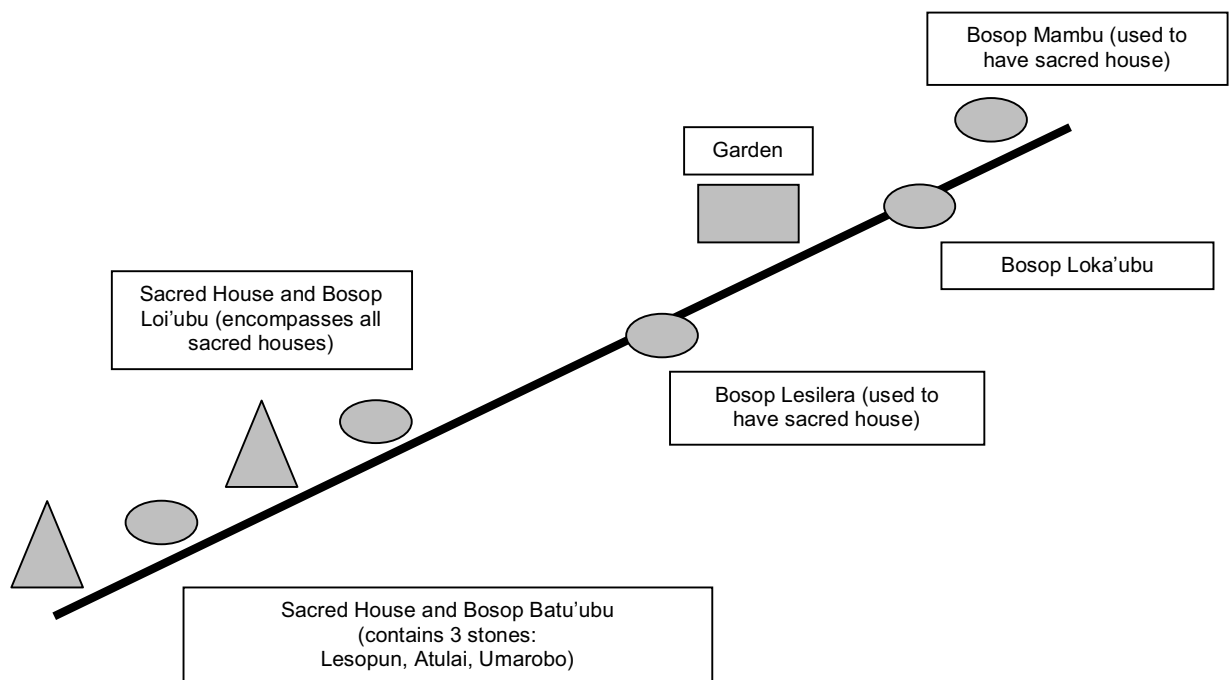 Bosop Mambu (used to
have sacred house)
Garden
Bosop Loka’ubu
Sacred House and Bosop
Loi’ubu (encompasses all
sacred houses)
Bosop Lesilera (used to
have sacred house)
Sacred House and Bosop Batu’ubu
(contains 3 stones:
Lesopun, Atulai, Umarobo)